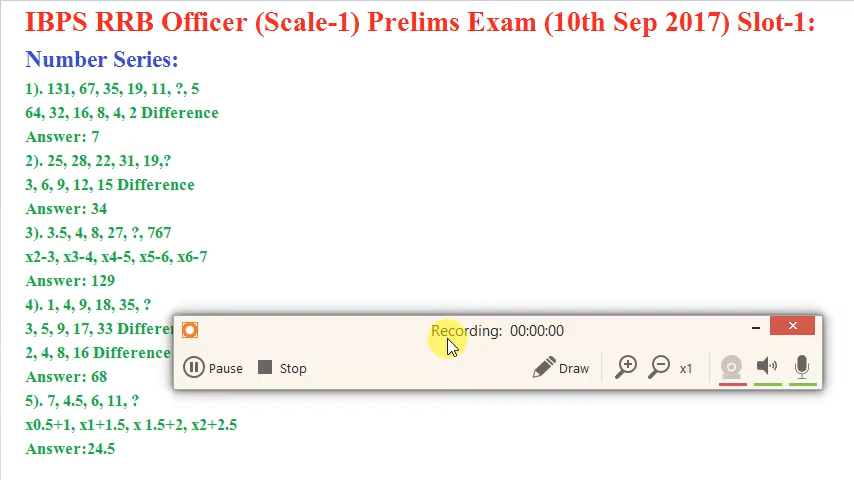 IBPS RRB Officer (Scale-1) Prelims Exam (10th Sep 2017) Slot-1:
Number Series:
1). 131, 67, 35, 19, 11, ?, 5
64, 32, 16, 8, 4, 2 Difference
Answer: 7
2). 25, 28, 22, 31, 19,?
3, 6, 9, 12, 15 Difference
Answer: 34
3). 3.5, 4, 8, 27, ?, 767
x2-3, x3-4, x4-5, x5-6, x6-7
Answer: 129
4). 1, 4, 9, 18, 35, ?
3, 5, 9, 17, 33
2, 4, 8, 16 Difference
Answer: 68
5). 7, 4.5, 6, 11, ?
x0.5+1, x1+1.5, x 1.5+2, x2+2.5
Answer:24.5
Recording: 00:00:00
Pause Stop Draw x1